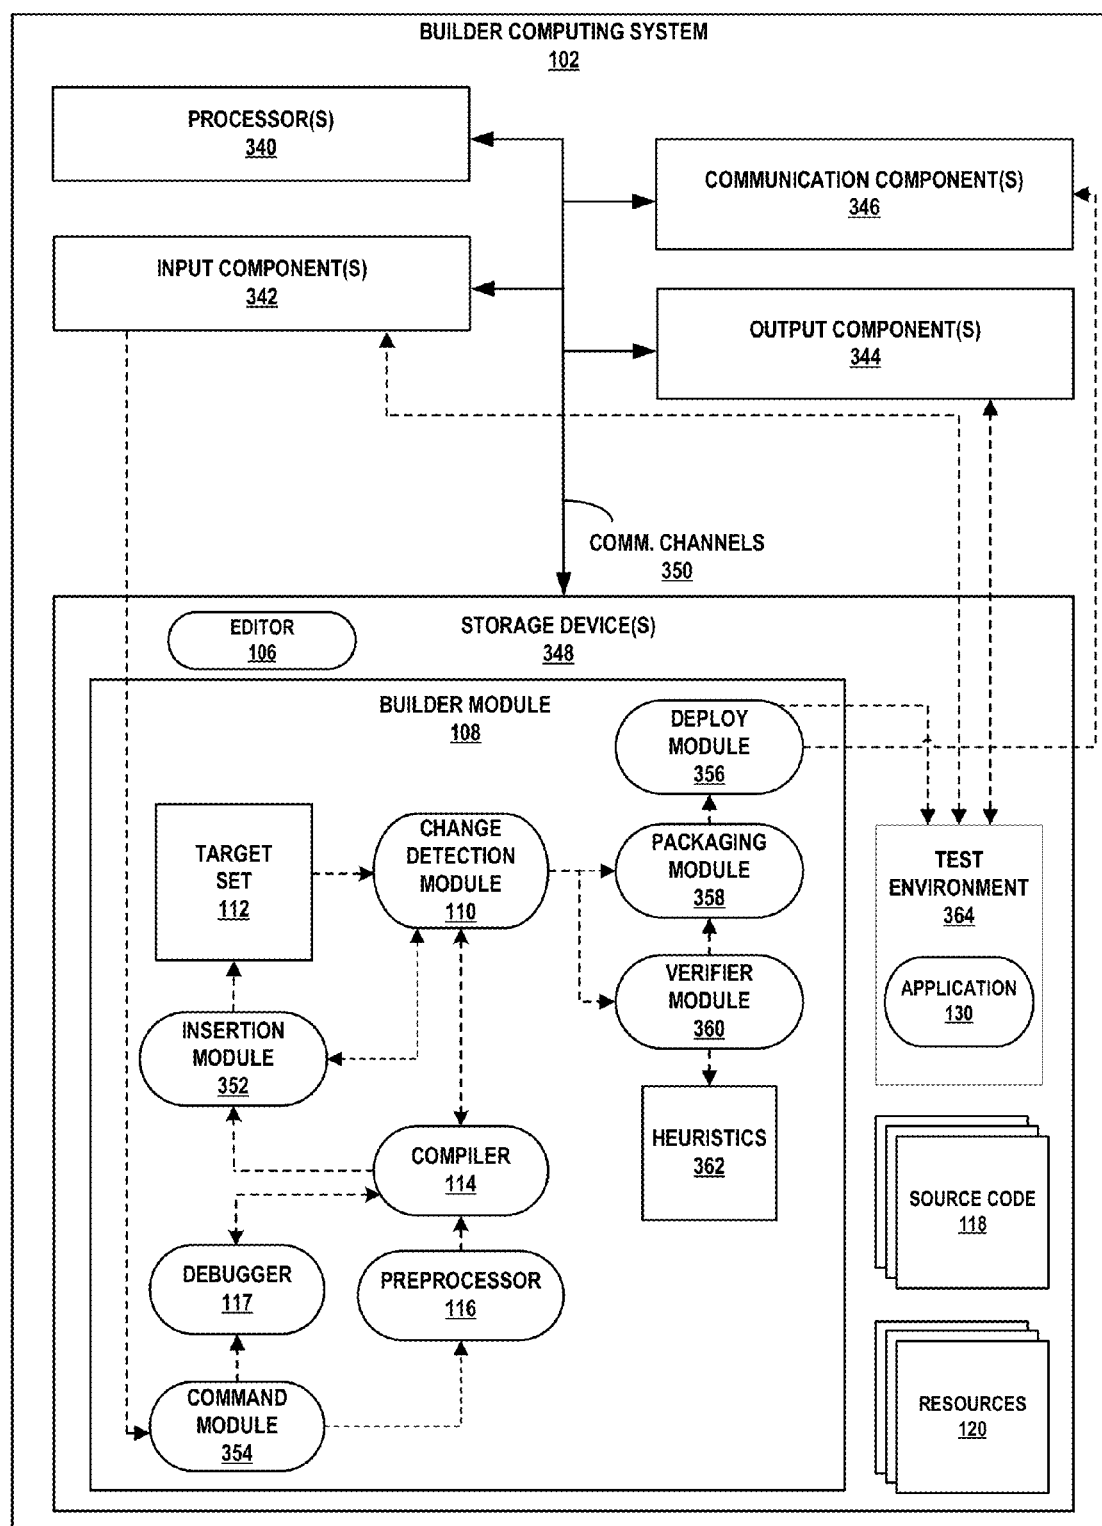 BUILDER COMPUTING SYSTEM
102
PROCESSOR(S)
340
COMMUNICATION COMPONENT(S)
346
INPUT COMPONENT(S)
342
OUTPUT COMPONENT(S)
344
COMM. CHANNELS
350
EDITOR
106
STORAGE DEVICE(S)
348
BUILDER MODULE
108
DEPLOY
MODULE
356
TARGET
SET
112
CHANGE
DETECTION
MODULE
110
PACKAGING
MODULE
358
TEST
ENVIRONMENT
364
VERIFIER
MODULE
360
APPLICATION
130
INSERTION
MODULE
352
HEURISTICS
362
COMPILER
114
SOURCE CODE
118
DEBUGGER
117
PREPROCESSOR
116
COMMAND
MODULE
354
RESOURCES
120